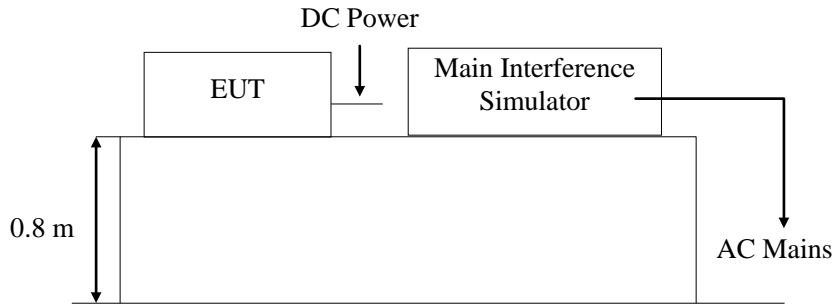 DC Power
EUT
Main Interference
Simulator
0.8 m
AC Mains